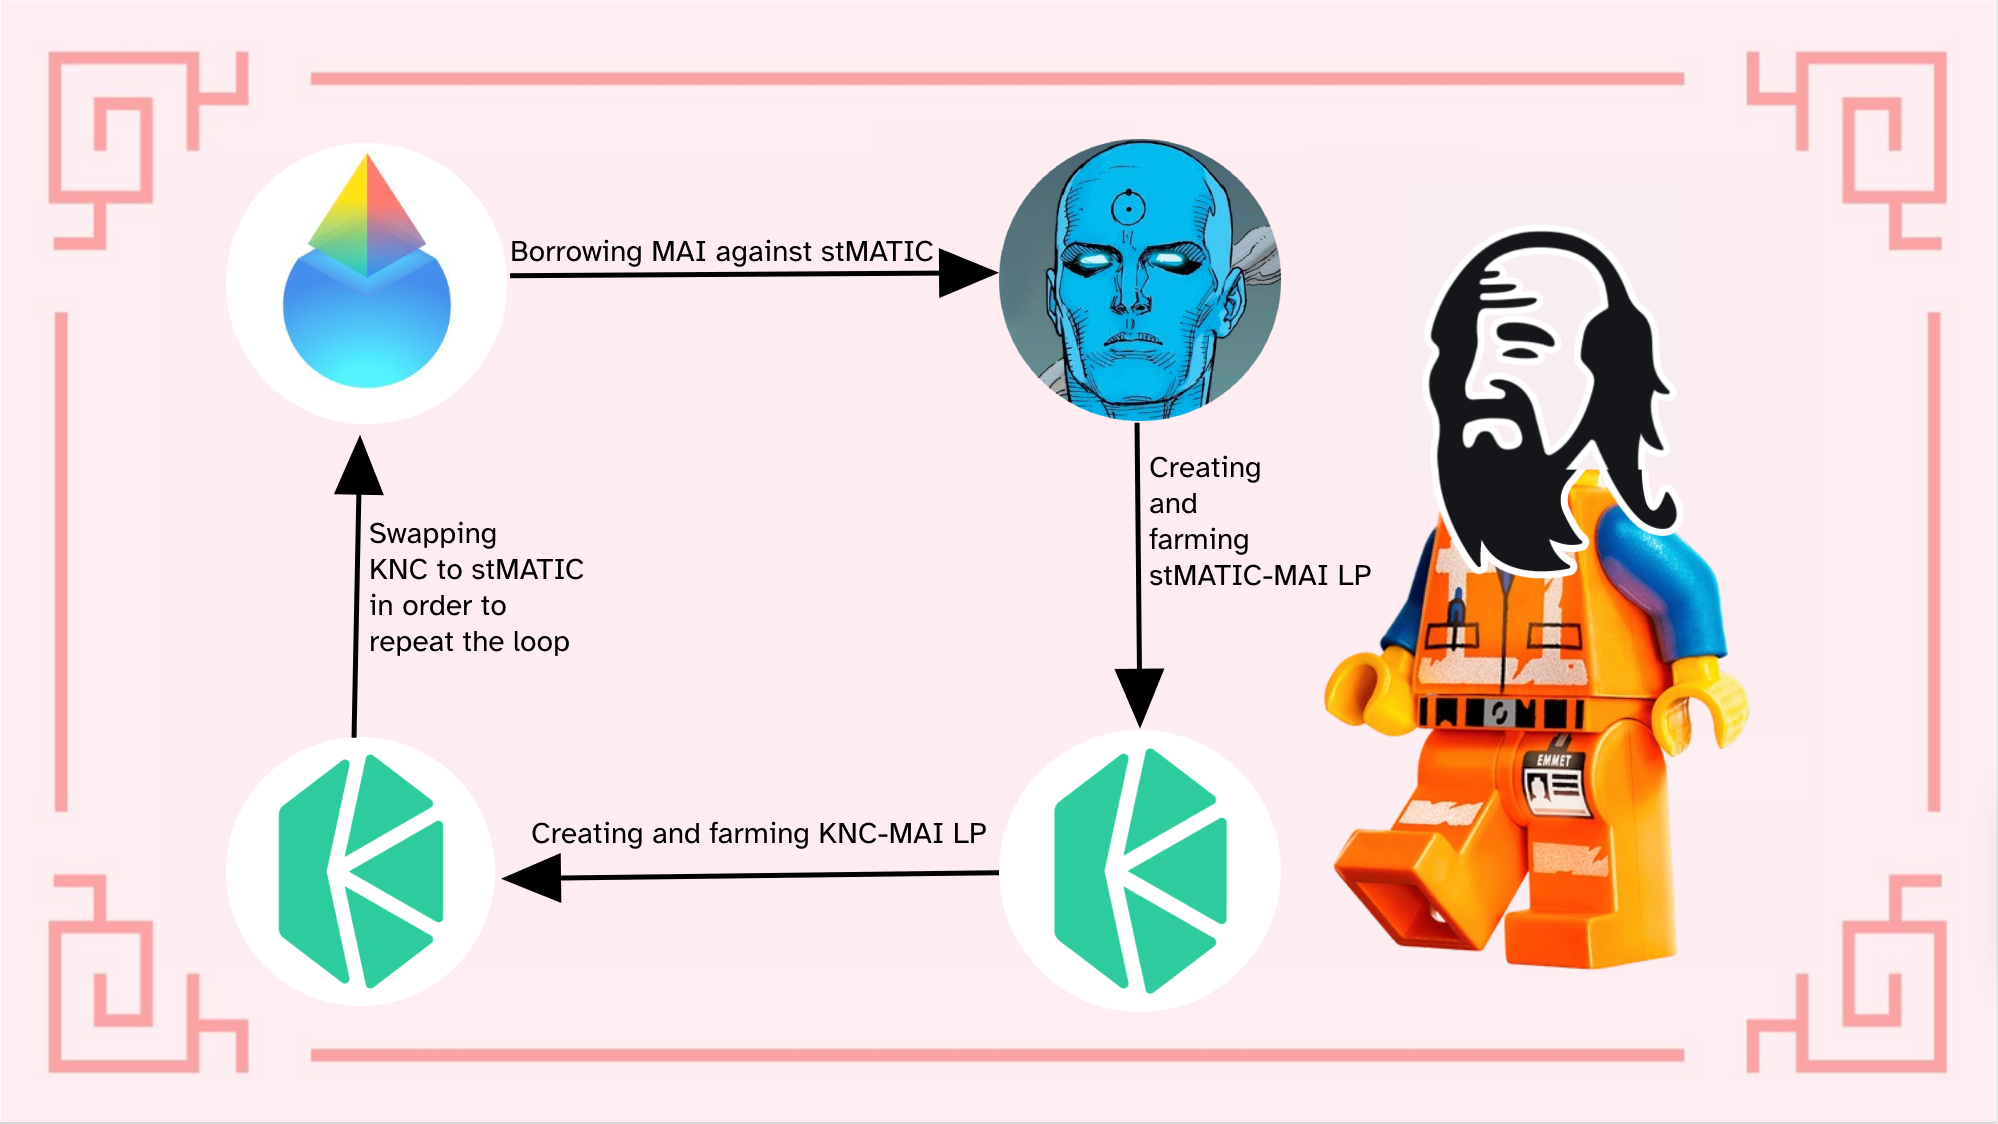 Borrowing MAI against stMATIC
Creating
and
farming
stMATIC-MAI LP
Swapping
KNC to stMATIC
in order to
repeat the loop
Creating and farming KNC-MAI LP
EMMET